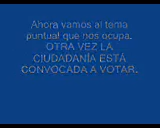 Ahora vamos al tema
puntual que nos ocupa.
OTRA VEZ LA
CIUDADANÍA ESTÁ
CONVOCADA A VOTAR.